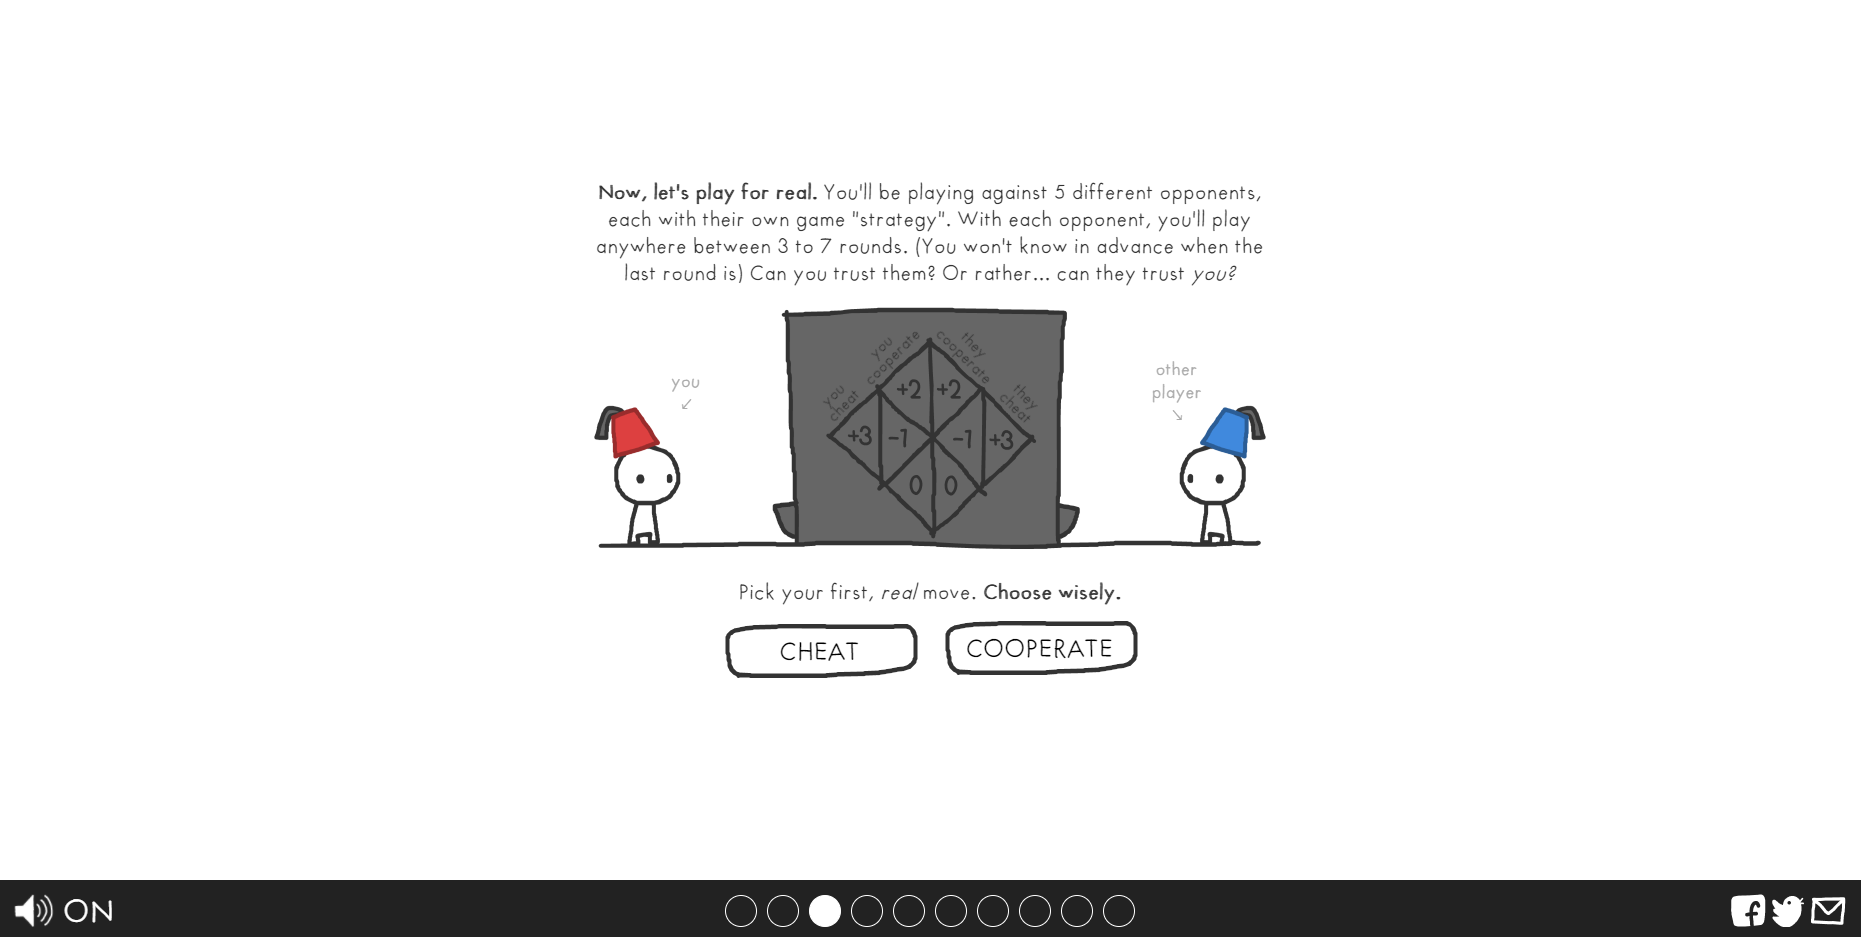 Now, let's play for real. You'll be playing against 5 different opponents,
each with their own game "strategy". With each opponent, you'll play
anywhere between 3 to 7 rounds. (You won't know in advance when the
last round is) Can you trust them? Or rather... can they trust you?
you
↙
other
player
↘
you
cooperate
they
cooperate
you
cheat
they
cheat
+2 +2
+3 -1 -1 +3
0 0
Pick your first, real move. Choose wisely.
CHEAT
COOPERATE
ON